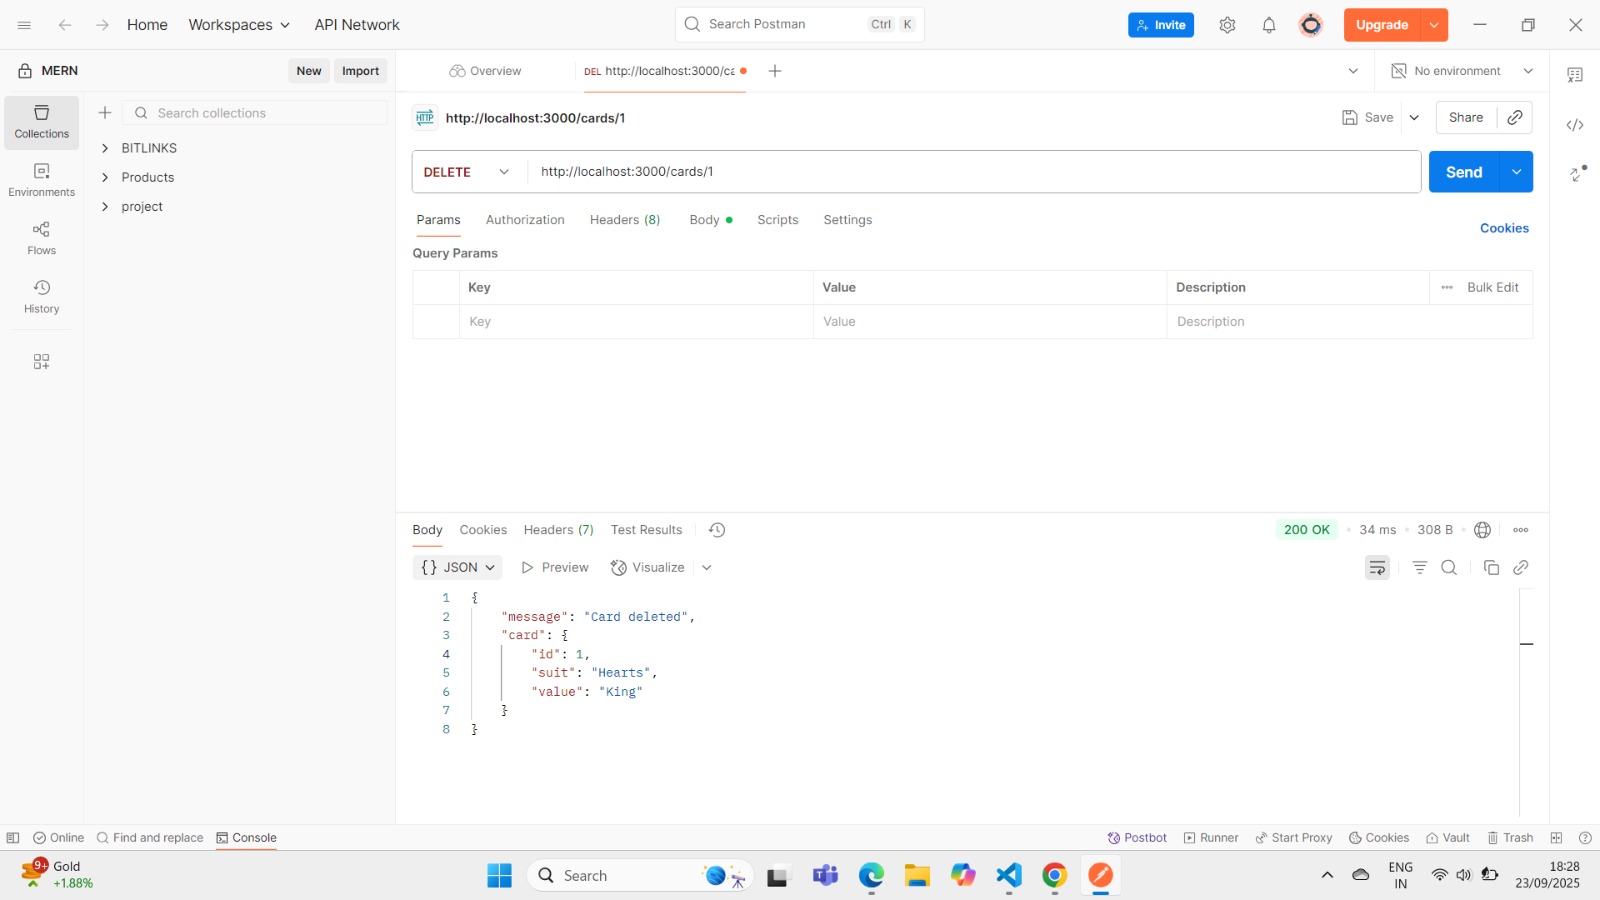 Home Workspaces API Network Search Postman Ctrl K Invite Upgrade
MERN New Import Overview DEL http://localhost:3000/ca No environment
HTTP http://localhost:3000/cards/1 Save Share
Collections
Search collections
BITLINKS
Products
project
Environments
Flows
History
DELETE http://localhost:3000/cards/1 Send
Params Authorization Headers (8) Body Scripts Settings Cookies
Query Params
Key Value Description Bulk Edit
Key Value Description
Body Cookies Headers (7) Test Results 200 OK 34 ms 308 B
{} JSON Preview Visualize
1 {
2 "message": "Card deleted",
3 "card": {
4 "id": 1,
5 "suit": "Hearts",
6 "value": "King"
7 }
8 }
Online Find and replace Console Postbot Runner Start Proxy Cookies Vault Trash
9+ Gold
+1.88%
Search
ENG
IN
18:28
23/09/2025